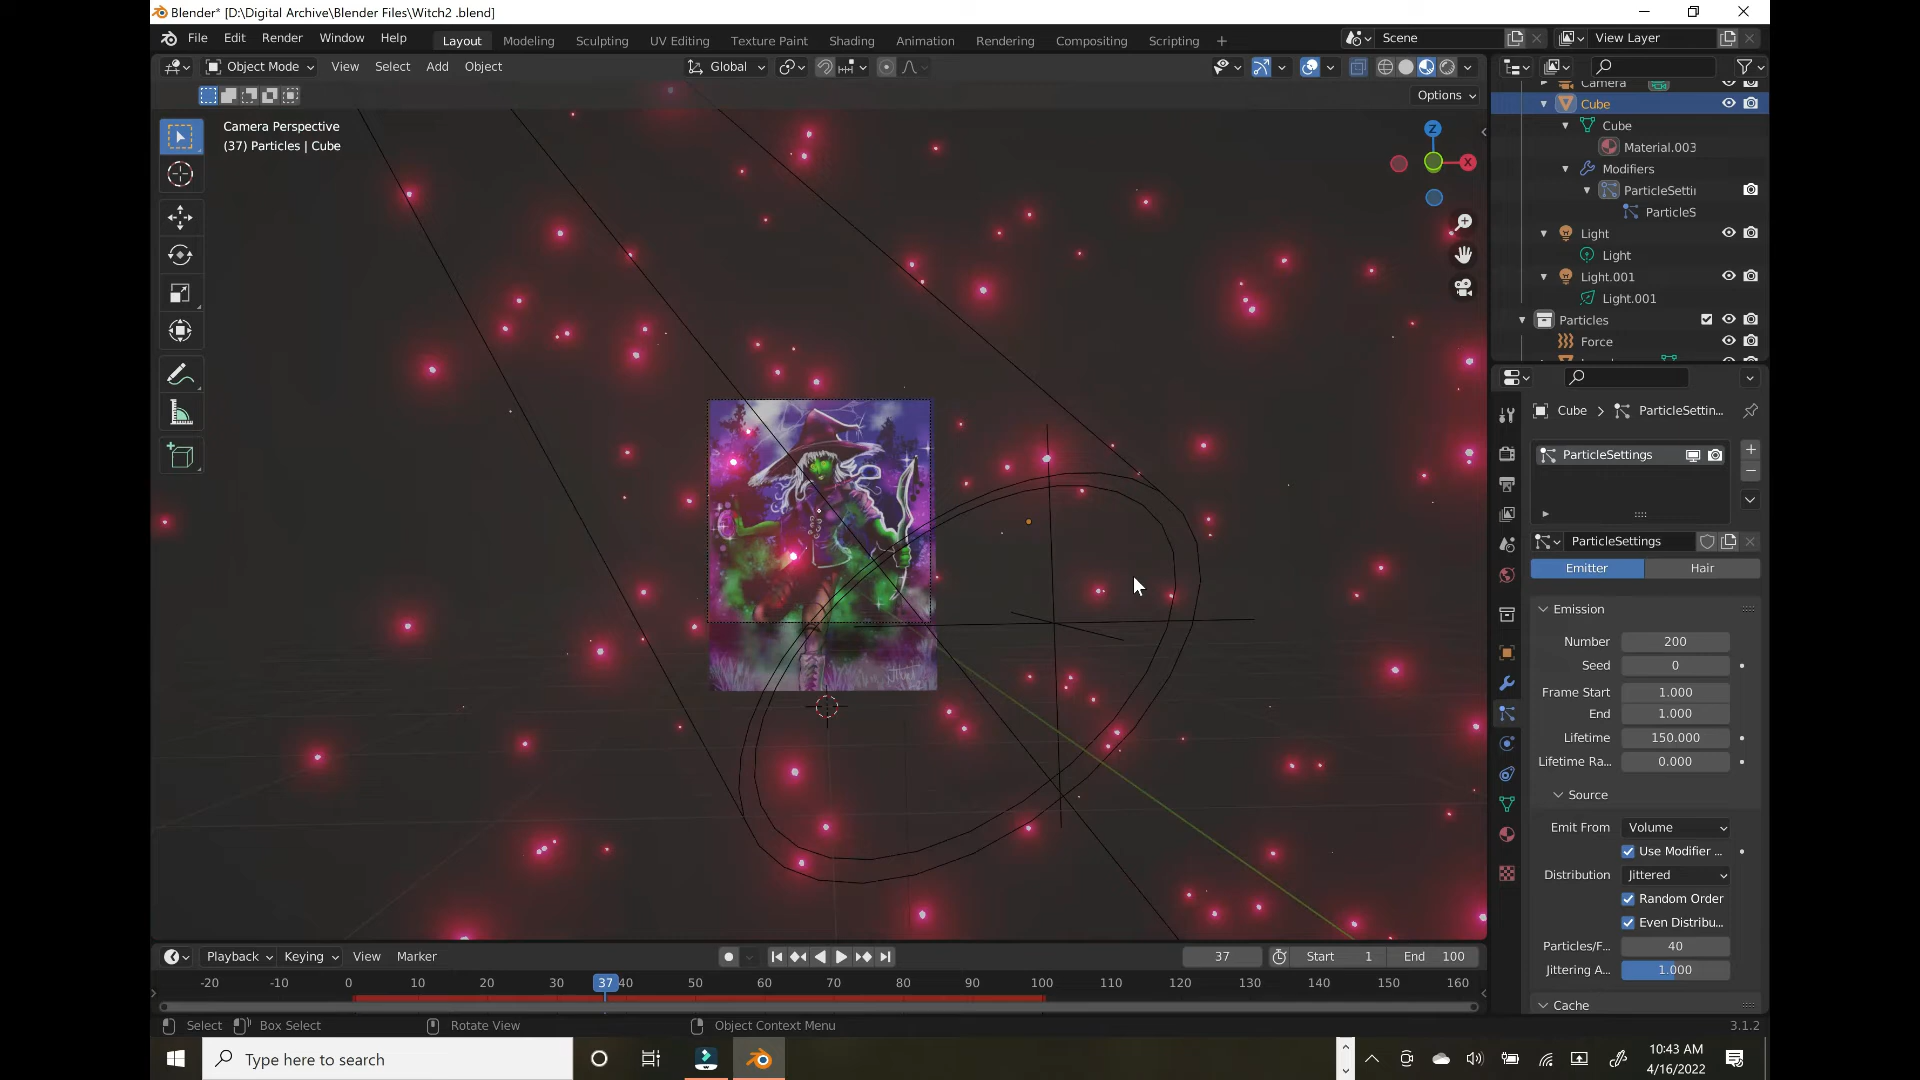 Blender* [D:\Digital Archive\Blender Files\Witch2 .blend]
File Edit Render Window Help
Layout Modeling Sculpting UV Editing Texture Paint Shading Animation Rendering Compositing Scripting +
Scene View Layer
Object Mode View Select Add Object
Global
Options
Camera Perspective
(37) Particles | Cube
Z
X
Camera
Cube
Cube
Material.003
Modifiers
ParticleSettin
ParticleS
Light
Light
Light.001
Light.001
Particles
Force
Cube > ParticleSettin...
ParticleSettings
ParticleSettings
Emitter Hair
Emission
Number 200
Seed 0
Frame Start 1.000
End 1.000
Lifetime 150.000
Lifetime Ra... 0.000
Source
Emit From Volume
Use Modifier ...
Distribution Jittered
Random Order
Even Distribu...
Particles/F... 40
Jittering A... 1.000
Cache
Playback Keying View Marker
37 Start 1 End 100
-20 -10 0 10 20 30 37 40 50 60 70 80 90 100 110 120 130 140 150 160
Select Box Select Rotate View Object Context Menu 3.1.2
Type here to search
10:43 AM
4/16/2022